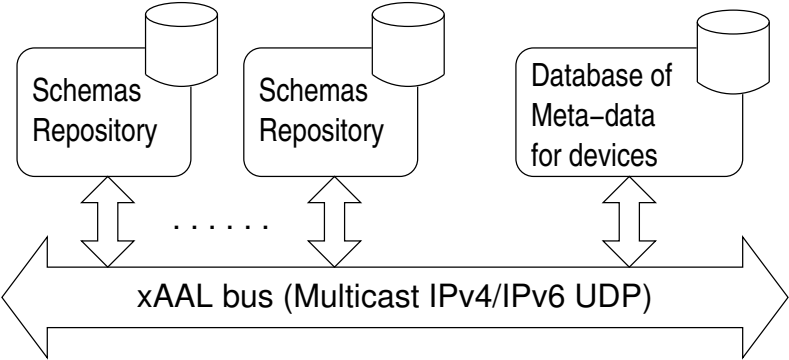 Schemas
Repository
Schemas
Repository
Database of
Meta−data
for devices
. . . . . .
xAAL bus (Multicast IPv4/IPv6 UDP)